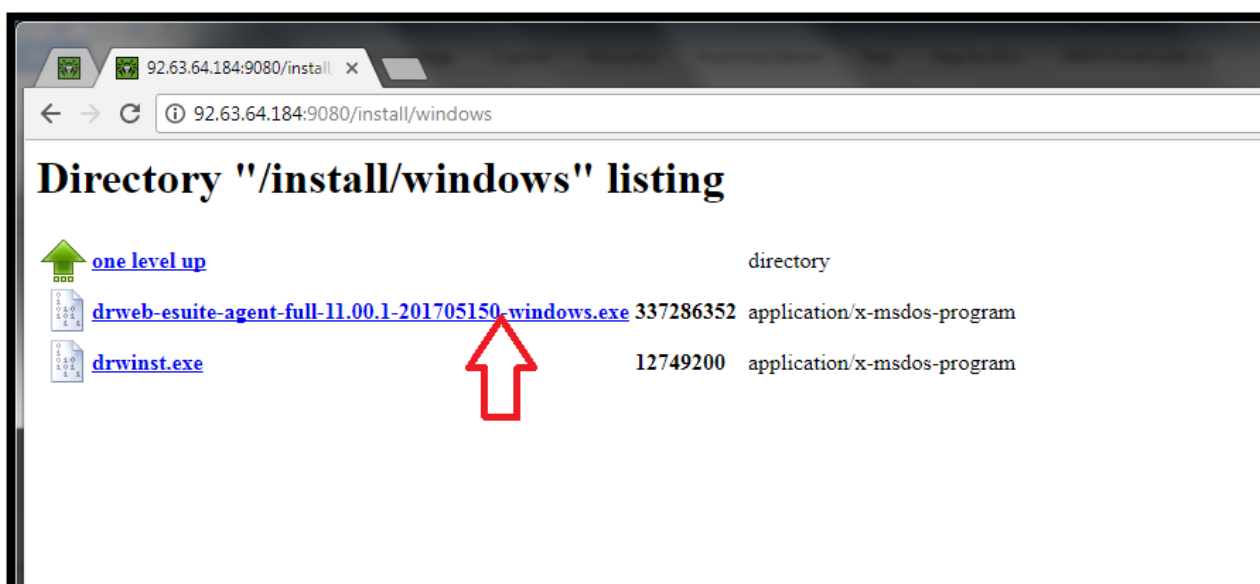 92.63.64.184:9080/install/
92.63.64.184:9080/install/windows
Directory "/install/windows" listing
one level up directory
drweb-esuite-agent-full-11.00.1-201705150-windows.exe 337286352 application/x-msdos-program
drwinst.exe 12749200 application/x-msdos-program